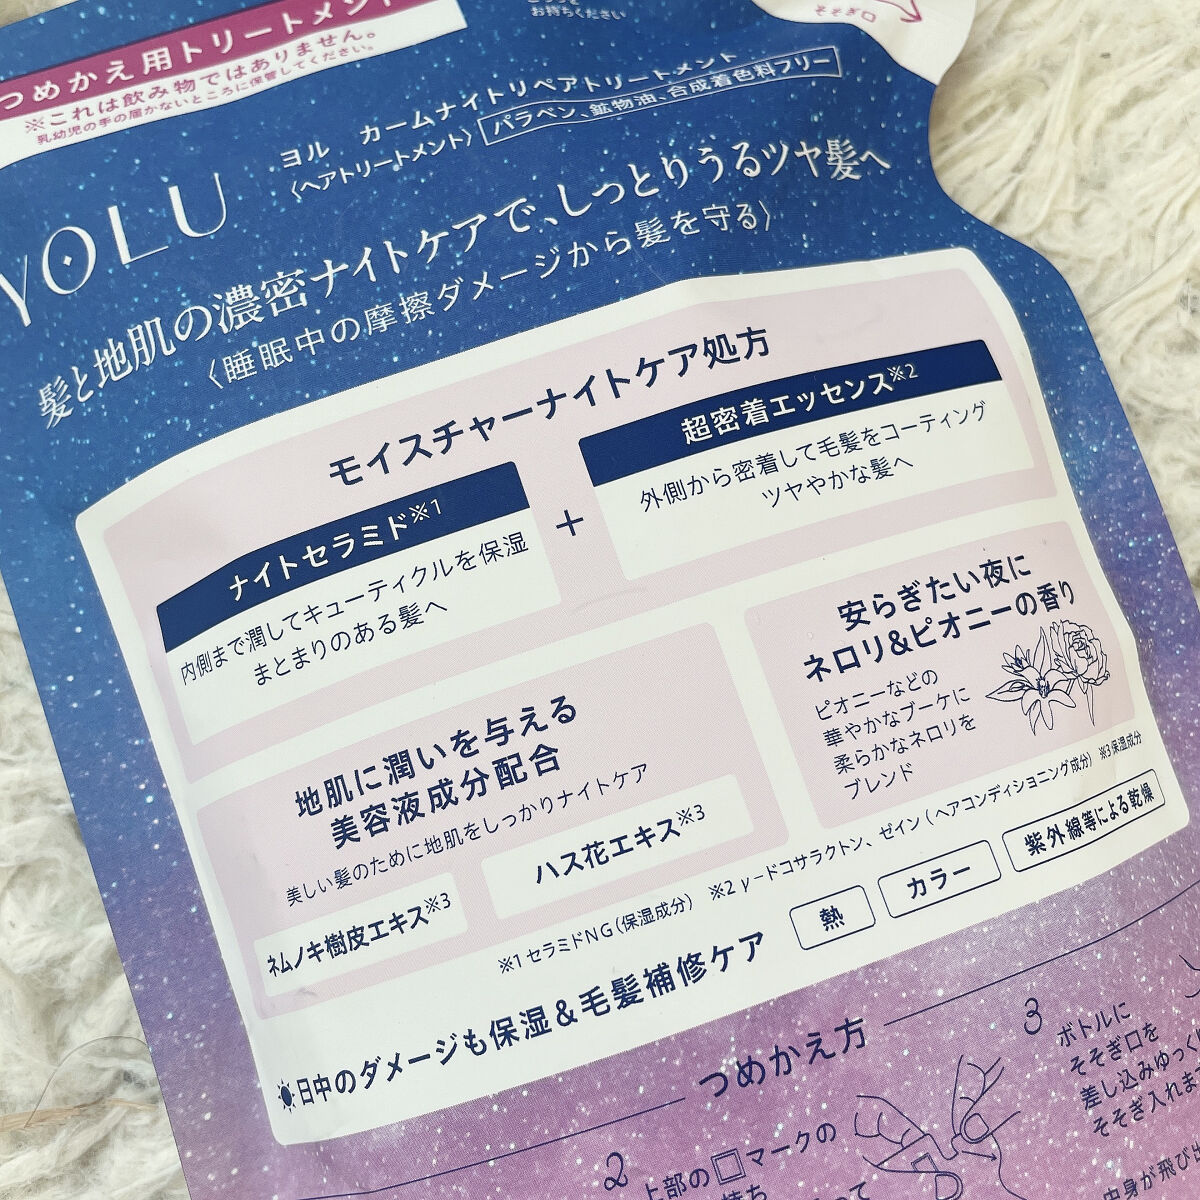 つめかえ用トリートメント
※これは飲み物ではありません。
乳幼児の手の届かないところに保管してください。
お持ちください
そそぎ口
YOLU
ヨル カームナイトリペアトリートメント
〈ヘアトリートメント〉 パラベン、鉱物油、合成着色料フリー
髪と地肌の濃密ナイトケアで、しっとりうるツヤ髪へ
〈睡眠中の摩擦ダメージから髪を守る〉
モイスチャーナイトケア処方
ナイトセラミド※1
内側まで潤してキューティクルを保湿
まとまりのある髪へ
+
超密着エッセンス※2
外側から密着して毛髪をコーティング
ツヤやかな髪へ
地肌に潤いを与える
美容液成分配合
美しい髪のために地肌をしっかりナイトケア
ネムノキ樹皮エキス※3
ハス花エキス※3
安らぎたい夜に
ネロリ&ピオニーの香り
ピオニーなどの
華やかなブーケに
柔らかなネロリを
ブレンド
※1 セラミドNG(保湿成分) ※2 γ-ドコサラクトン、ゼイン(ヘアコンディショニング成分) ※3 保湿成分
日中のダメージも保湿&毛髪補修ケア
熱
カラー
紫外線等による乾燥
つめかえ方
2 上部の□マークの
持ち
って
3 ボトルに
そそぎ口を
差し込みゆっく
そそぎ入れま
中身が飛び出